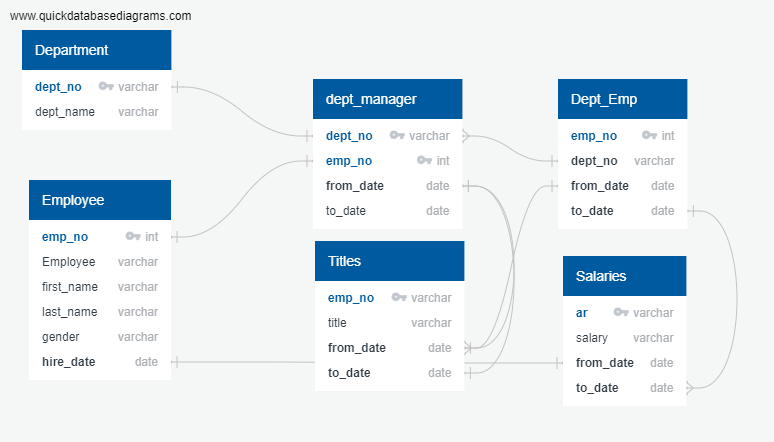 www.quickdatabasediagrams.com
Department
dept_no varchar
dept_name varchar
Employee
emp_no int
Employee varchar
first_name varchar
last_name varchar
gender varchar
hire_date date
dept_manager
dept_no varchar
emp_no int
from_date date
to_date date
Titles
emp_no varchar
title varchar
from_date date
to_date date
Dept_Emp
emp_no int
dept_no varchar
from_date date
to_date date
Salaries
ar varchar
salary varchar
from_date date
to_date date